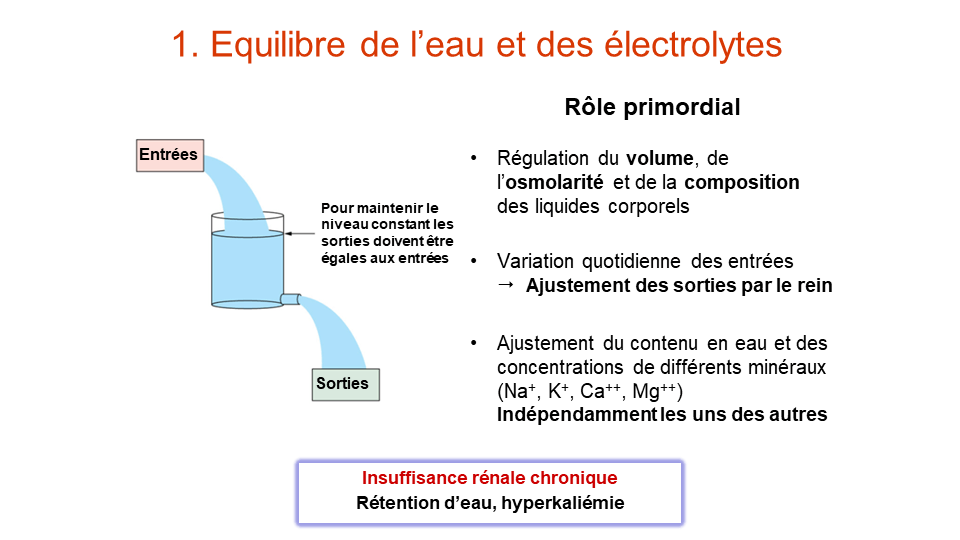 1. Equilibre de l’eau et des électrolytes
Rôle primordial
Entrées
Pour maintenir le
niveau constant les
sorties doivent être
égales aux entrées
Sorties
• Régulation du volume, de
l’osmolarité et de la composition
des liquides corporels
• Variation quotidienne des entrées
→ Ajustement des sorties par le rein
• Ajustement du contenu en eau et des
concentrations de différents minéraux
(Na⁺, K⁺, Ca⁺⁺, Mg⁺⁺)
Indépendamment les uns des autres
Insuffisance rénale chronique
Rétention d’eau, hyperkaliémie